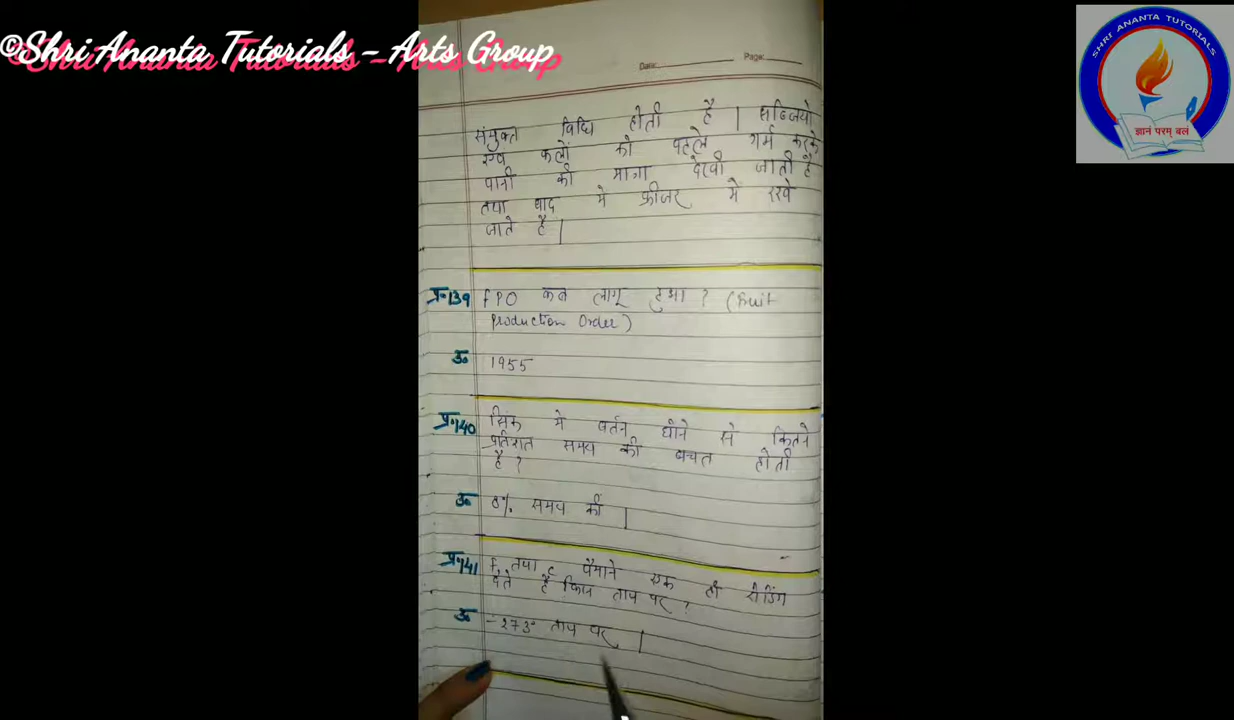 ©Shri Ananta Tutorials - Arts Group
SHRI ANANTA TUTORIALS
ज्ञानं परमं बलं
Date: Page:
संयुक्त विधि होती है | सब्जियो
एवं फलों को पहले गर्म करके
पानी की मात्रा देखी जाती है
तथा बाद मे फ्रीजर में रखे
जाते है |
प्र॰139 FPO कब लागू हुआ ? (Fruit
Production Order)
उ॰ 1955
प्र॰140 सिंक मे बर्तन धोने से कितने
प्रतिशत समय की बचत होती
है ?
उ॰ 8% समय की |
प्र॰141 F, तथा C पैमाने एक ही रीडिंग
देते है किस ताप पर ?
उ॰ -273° ताप पर |